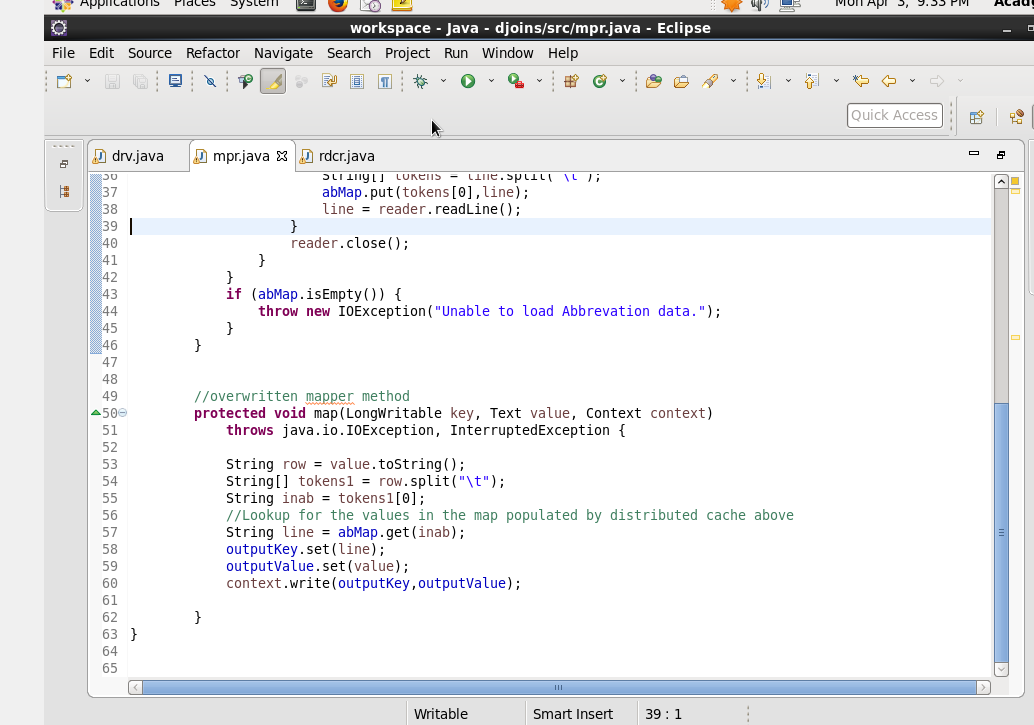 Applications Places System Mon Apr 3, 9:33 PM Acad
workspace - Java - djoins/src/mpr.java - Eclipse
File Edit Source Refactor Navigate Search Project Run Window Help
Quick Access
drv.java mpr.java rdcr.java
36 String[] tokens = line.split("\t");
37 abMap.put(tokens[0],line);
38 line = reader.readLine();
39 }
40 reader.close();
41 }
42 }
43 if (abMap.isEmpty()) {
44 throw new IOException("Unable to load Abbrevation data.");
45 }
46 }
47
48
49 //overwritten mapper method
50 protected void map(LongWritable key, Text value, Context context)
51 throws java.io.IOException, InterruptedException {
52
53 String row = value.toString();
54 String[] tokens1 = row.split("\t");
55 String inab = tokens1[0];
56 //Lookup for the values in the map populated by distributed cache above
57 String line = abMap.get(inab);
58 outputKey.set(line);
59 outputValue.set(value);
60 context.write(outputKey,outputValue);
61
62 }
63 }
64
65
Writable Smart Insert 39 : 1